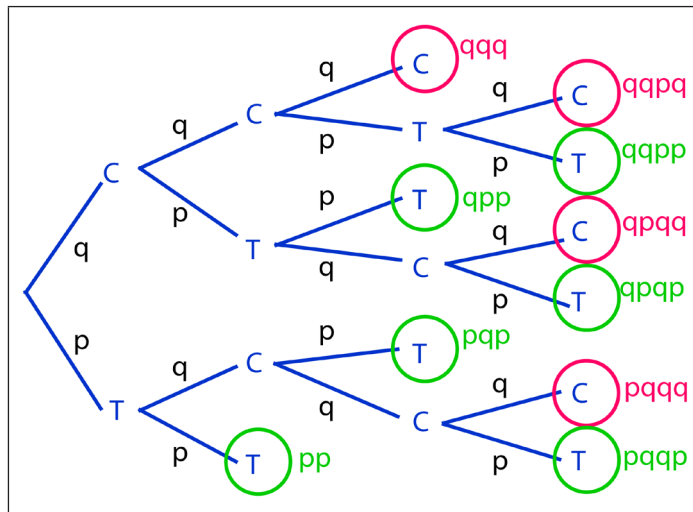 q C qqq
q C qqpq
q C
p T
p T qqpp
C
p T qpp
p T
q C qpqq
q
q C
p T qpqp
p
p T pqp
q C
q C pqqq
T
q C
p T pqqp
p T pp